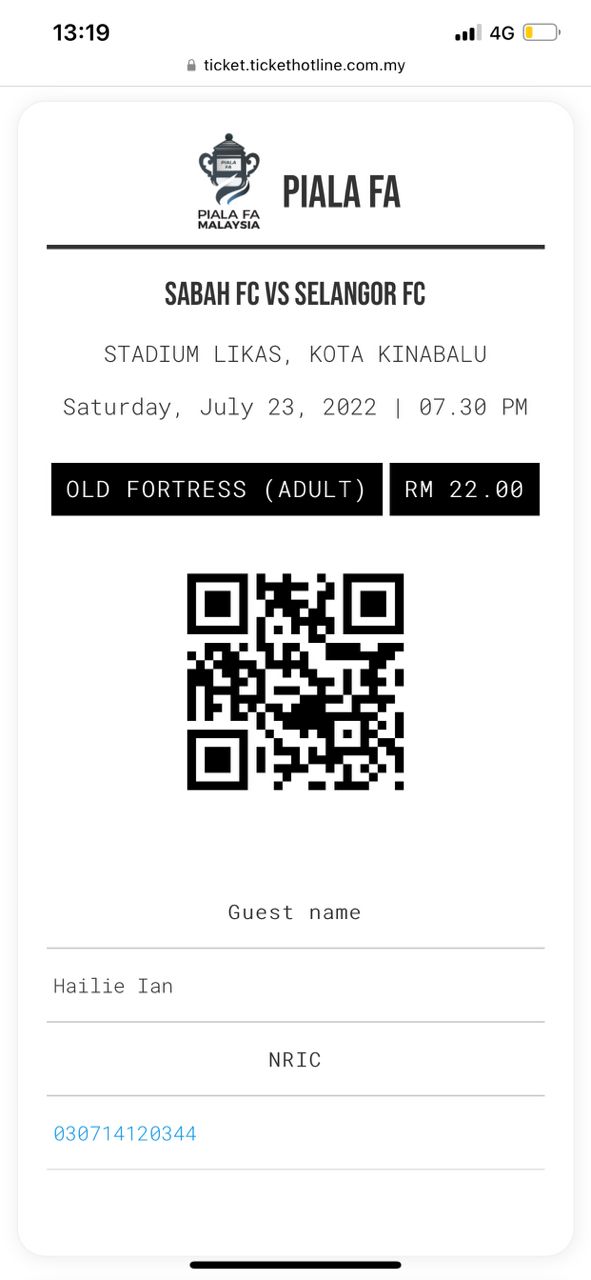 13:19
4G
ticket.tickethotline.com.my
PIALA FA
PIALA FA
MALAYSIA
PIALA FA
SABAH FC VS SELANGOR FC
STADIUM LIKAS, KOTA KINABALU
Saturday, July 23, 2022 | 07.30 PM
OLD FORTRESS (ADULT) RM 22.00
Guest name
Hailie Ian
NRIC
030714120344